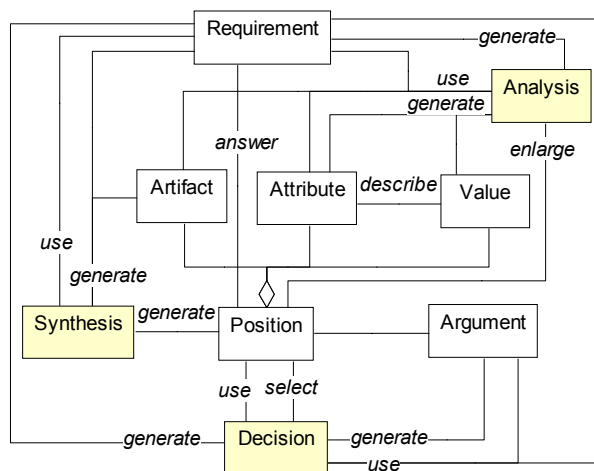 Requirement
generate
use
Analysis
generate
answer
enlarge
Artifact
Attribute
describe
Value
use
generate
Synthesis
generate
Position
Argument
use
select
generate
Decision
generate
use